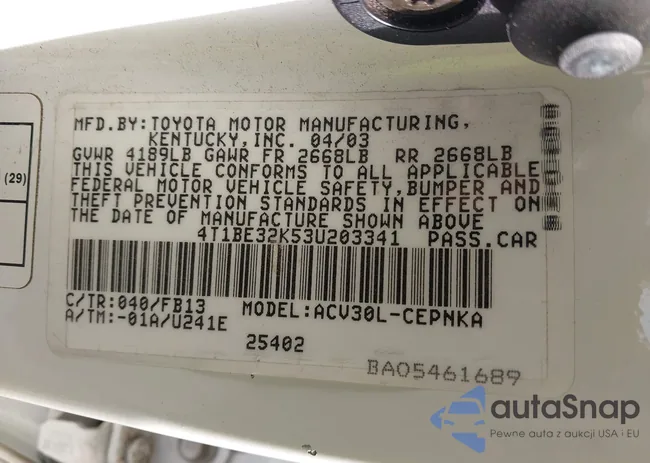 MFD.BY:TOYOTA MOTOR MANUFACTURING,
KENTUCKY,INC. 04/03
GVWR 4189LB GAWR FR 2668LB RR 2668LB
THIS VEHICLE CONFORMS TO ALL APPLICABLE
FEDERAL MOTOR VEHICLE SAFETY,BUMPER AND
THEFT PREVENTION STANDARDS IN EFFECT ON
THE DATE OF MANUFACTURE SHOWN ABOVE
(29)
4T1BE32K53U203341 PASS.CAR
C/TR:040/FB13 MODEL:ACV30L-CEPNKA
A/TM:-01A/U241E
25402
BA05461689
autaSnap
Pewne auta z aukcji USA i EU